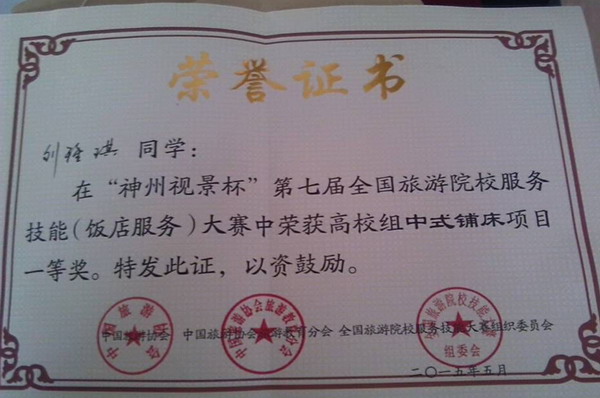 荣誉证书
同学：
在“神州视景杯”第七届全国旅游院校服务
技能（饭店服务）大赛中荣获高校组中式铺床项目
一等奖。特发此证，以资鼓励。
中国旅游协会 中国旅游协会旅游教育分会 全国旅游院校服务技能大赛组织委员会
组委会
二〇一五年五月